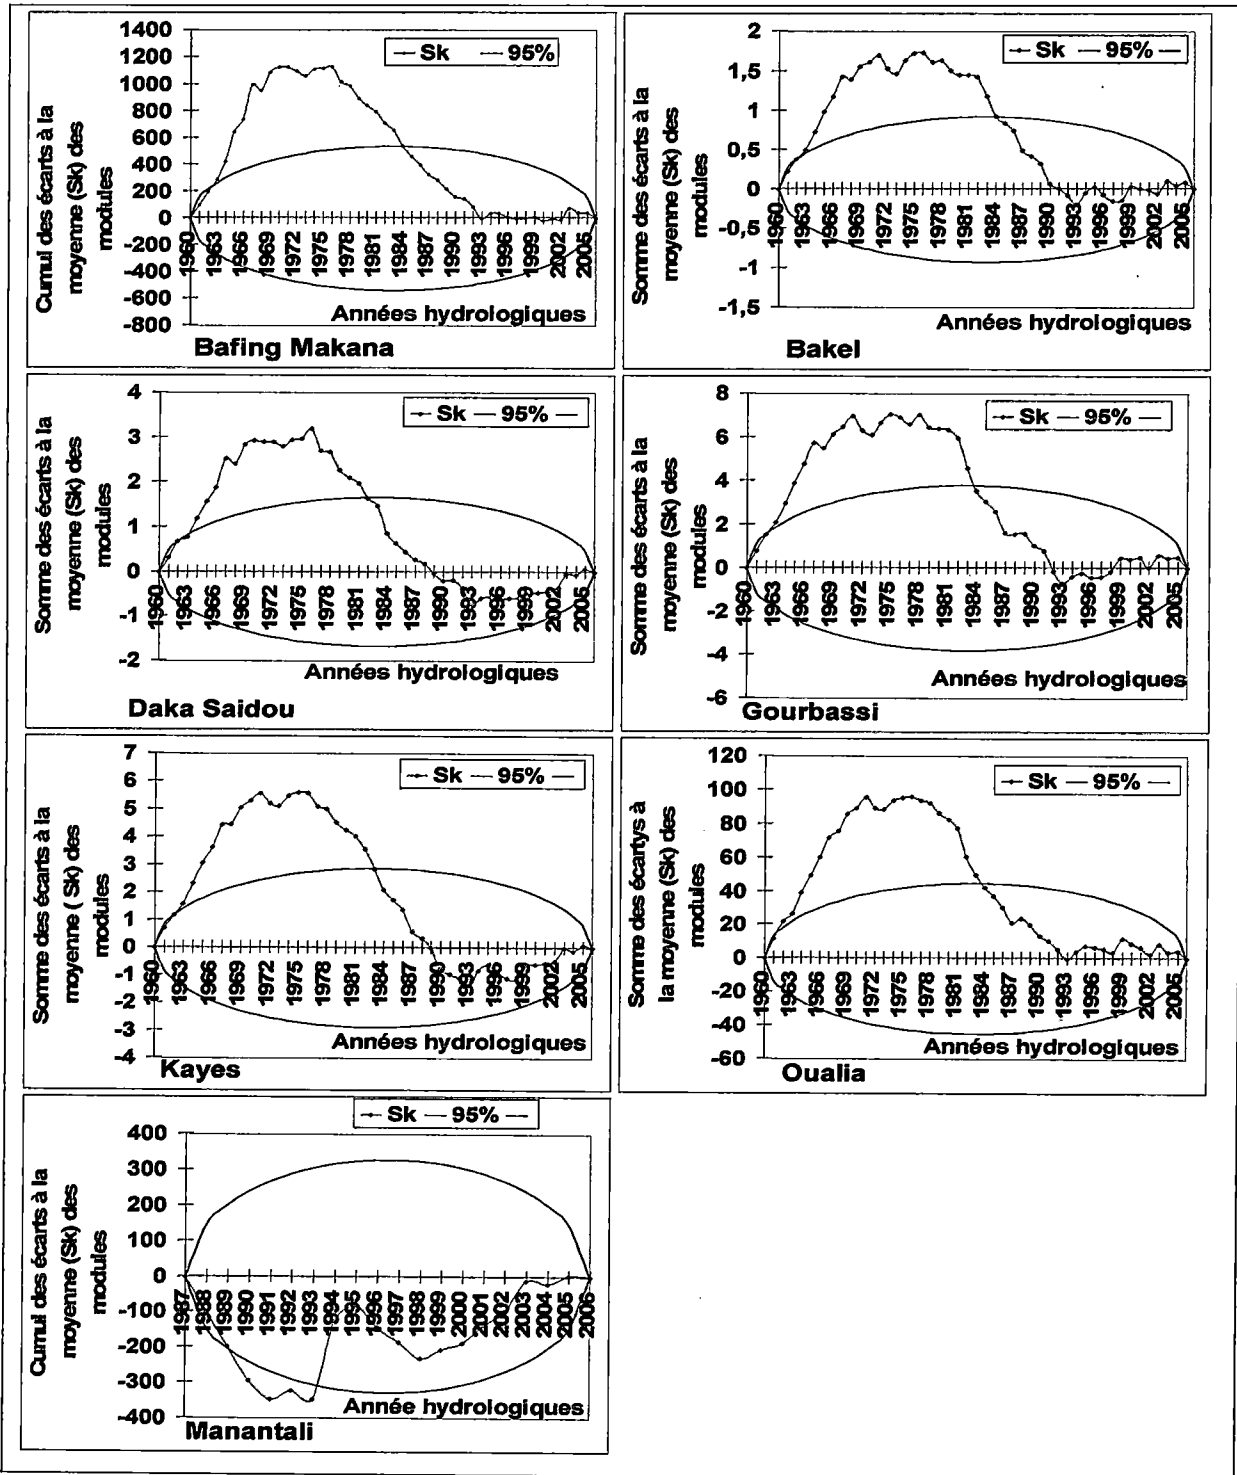 1400
1200
1000
800
600
400
200
0
-200
-400
-600
-800
Cumul des écarts à la
moyenne (Sk) des
modules
Sk 95%
1960 1963 1966 1969 1972 1975 1978 1981 1984 1987 1990 1993 1996 1999 2002 2005
Années hydrologiques
Bafing Makana
2
1,5
1
0,5
0
-0,5
-1
-1,5
Somme des écarts à la
moyenne (Sk) des
modules
Sk 95%
1960 1963 1966 1969 1972 1975 1978 1981 1984 1987 1990 1993 1996 1999 2002 2005
Années hydrologiques
Bakel
4
3
2
1
0
-1
-2
Somme des écarts à la
moyenne (Sk) des
modules
Sk 95%
1960 1963 1966 1969 1972 1975 1978 1981 1984 1987 1990 1993 1996 1999 2002 2005
Années hydrologiques
Daka Saidou
8
6
4
2
0
-2
-4
-6
Somme des écarts à la
moyenne (Sk) des
modules
Sk 95%
1960 1963 1966 1969 1972 1975 1978 1981 1984 1987 1990 1993 1996 1999 2002 2005
Années hydrologiques
Gourbassi
7
6
5
4
3
2
1
0
-1
-2
-3
-4
Somme des écarts à la
moyenne ( Sk) des
modules
Sk 95%
1960 1963 1966 1969 1972 1975 1978 1981 1984 1987 1990 1993 1996 1999 2002 2005
Années hydrologiques
Kayes
120
100
80
60
40
20
0
-20
-40
-60
Somme des écartys à
la moyenne (Sk) des
modules
Sk 95%
1960 1963 1966 1969 1972 1975 1978 1981 1984 1987 1990 1993 1996 1999 2002 2005
Années hydrologiques
Oualia
400
300
200
100
0
-100
-200
-300
-400
Cumul des écarts à la
moyenne (Sk) des
modules
Sk 95%
1987 1988 1989 1990 1991 1992 1993 1994 1995 1996 1997 1998 1999 2000 2001 2002 2003 2004 2005 2006
Année hydrologiques
Manantali